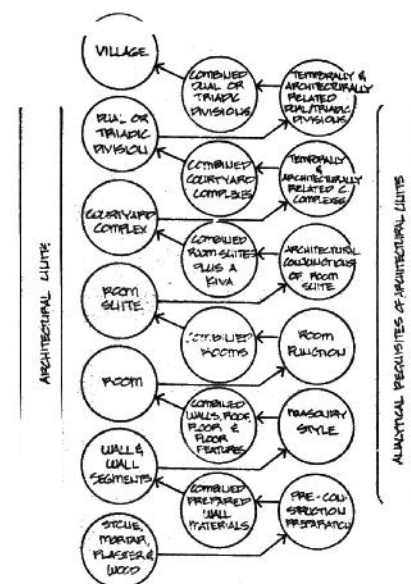 VILLAGE
COMBINED
DUAL OR
TRIADIC
DIVISIONS
TEMPORALLY &
ARCHITECTURALLY
RELATED
DUAL/TRIADIC
DIVISIONS
DUAL OR
TRIADIC
DIVISION
COMBINED
COURTYARD
COMPLEXES
TEMPORALLY
&
ARCHITECTURALLY
RELATED C.
COMPLEXES
COURTYARD
COMPLEX
COMBINED
ROOM SUITES
PLUS A
KIVA
ARCHITECTURAL
CONJUNCTIONS
OF ROOM
SUITE
ROOM
SUITE
COMBINED
ROOMS
ROOM
FUNCTION
ROOM
COMBINED
WALLS, ROOF,
FLOOR &
FLOOR
FEATURES
MASONRY
STYLE
WALL &
WALL
SEGMENTS
COMBINED
PREPARED
WALL
MATERIALS
PRE-CON-
STRUCTION
PREPARATION
STONE,
MORTAR,
PLASTER &
WOOD
ARCHITECTURAL UNITS
ANALYTICAL REQUISITES OF ARCHITECTURAL UNITS